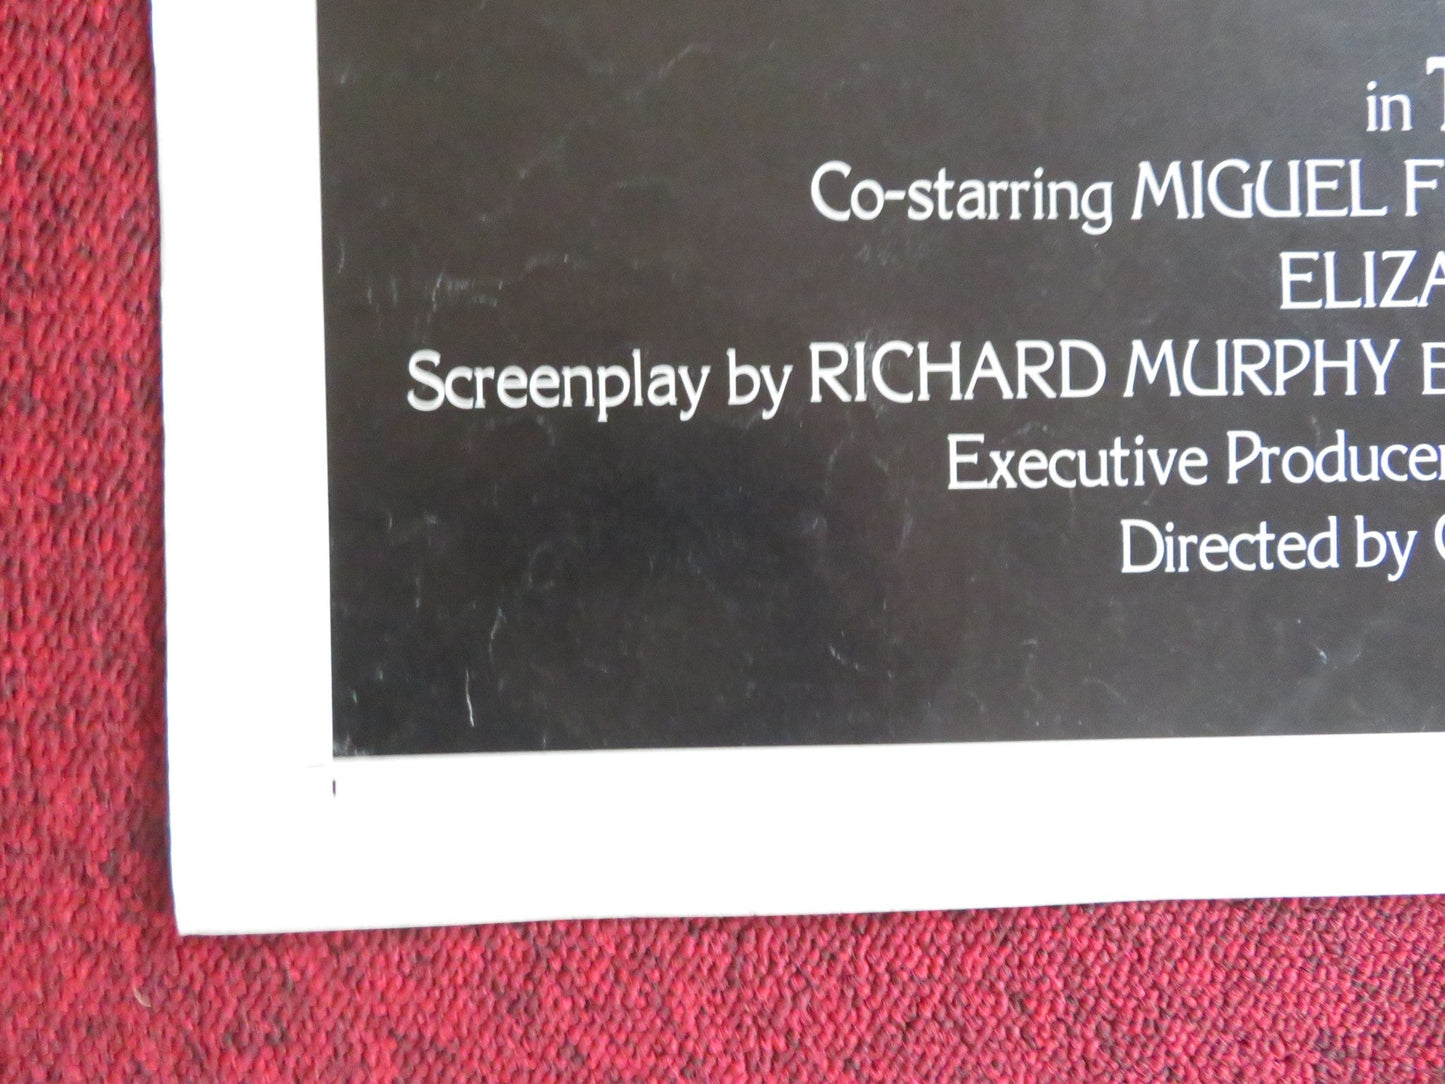 in
Co-starring MIGUEL F
ELIZA
Screenplay by RICHARD MURPHY
Executive Producer
Directed by